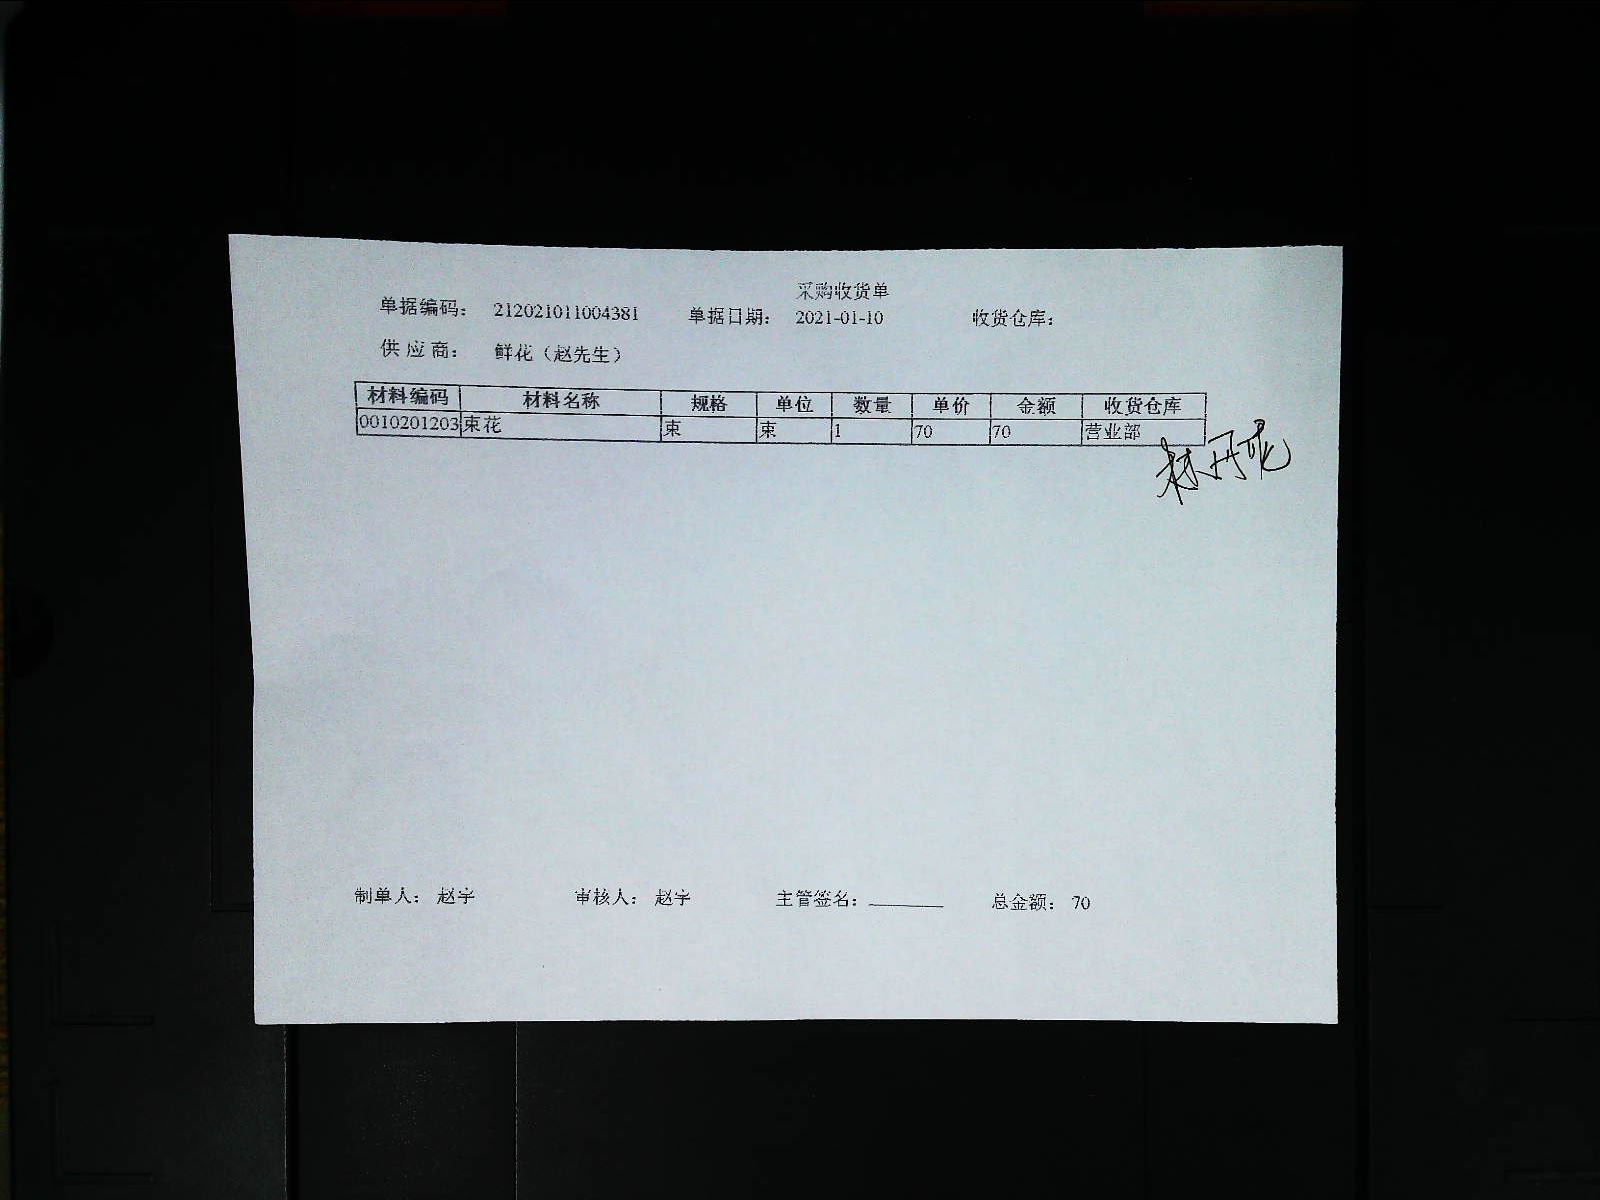 采购收货单
单据编码： 212021011004381 单据日期： 2021-01-10 收货仓库：
供 应 商： 鲜花（赵先生）
材料编码 材料名称 规格 单位 数量 单价 金额 收货仓库
0010201203 束花 束 束 1 70 70 营业部
制单人： 赵宇 审核人： 赵宇 主管签名： 总金额： 70